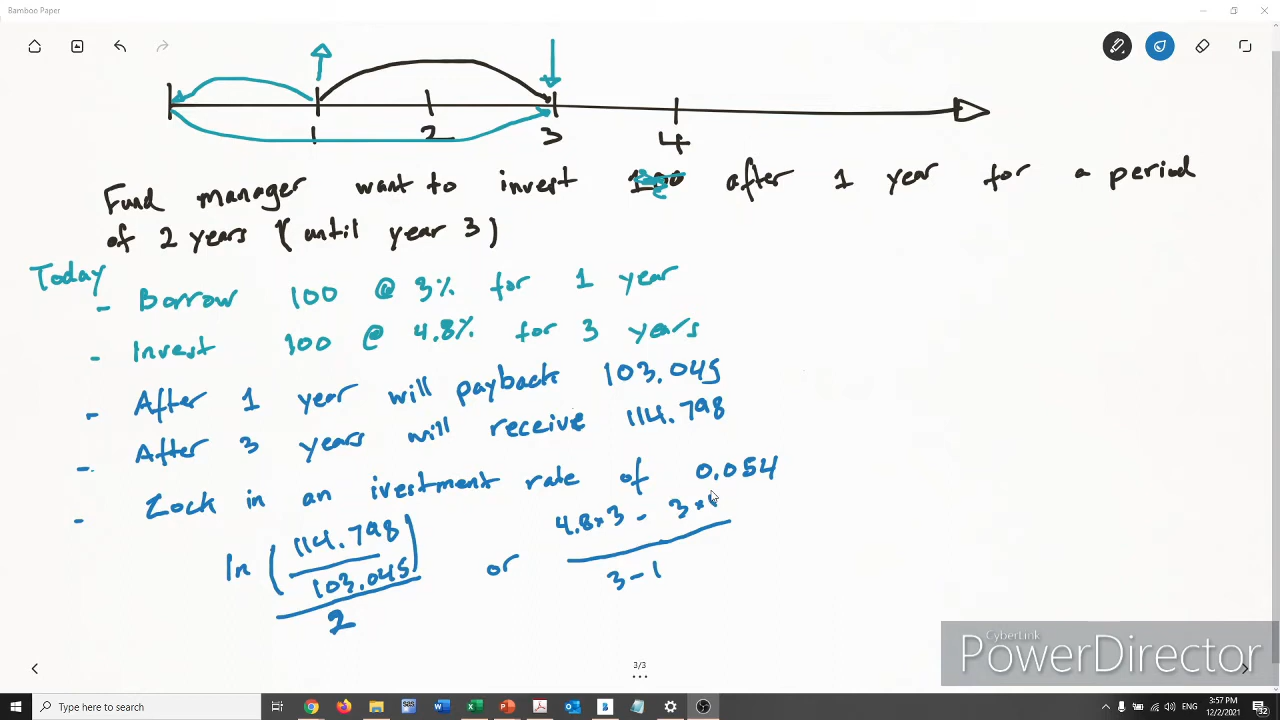 Bamboo Paper
1 2 3 4
Fund manager want to invest after 1 year for a period
of 2 years (until year 3)
Today
- Borrow 100 @ 3% for 1 year
- Invest 100 @ 4.8% for 3 years
- After 1 year will payback 103.045
- After 3 years will receive 114.798
- Lock in an ivestment rate of 0.054
ln (114.798 / 103.045) / 2 or 4.8*3 - 3*1 / 3-1
3/3
CyberLink
PowerDirector
Type here to search
ENG
3:57 PM
12/2/2021